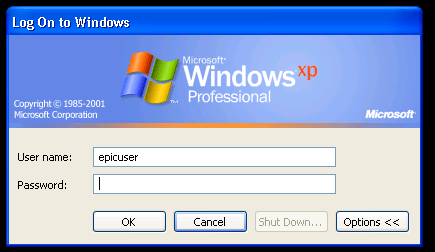 Log On to Windows
Microsoft®
Windows xp
Professional
Copyright © 1985-2001
Microsoft Corporation
Microsoft
User name: epicuser
Password:
OK Cancel Shut Down... Options <<